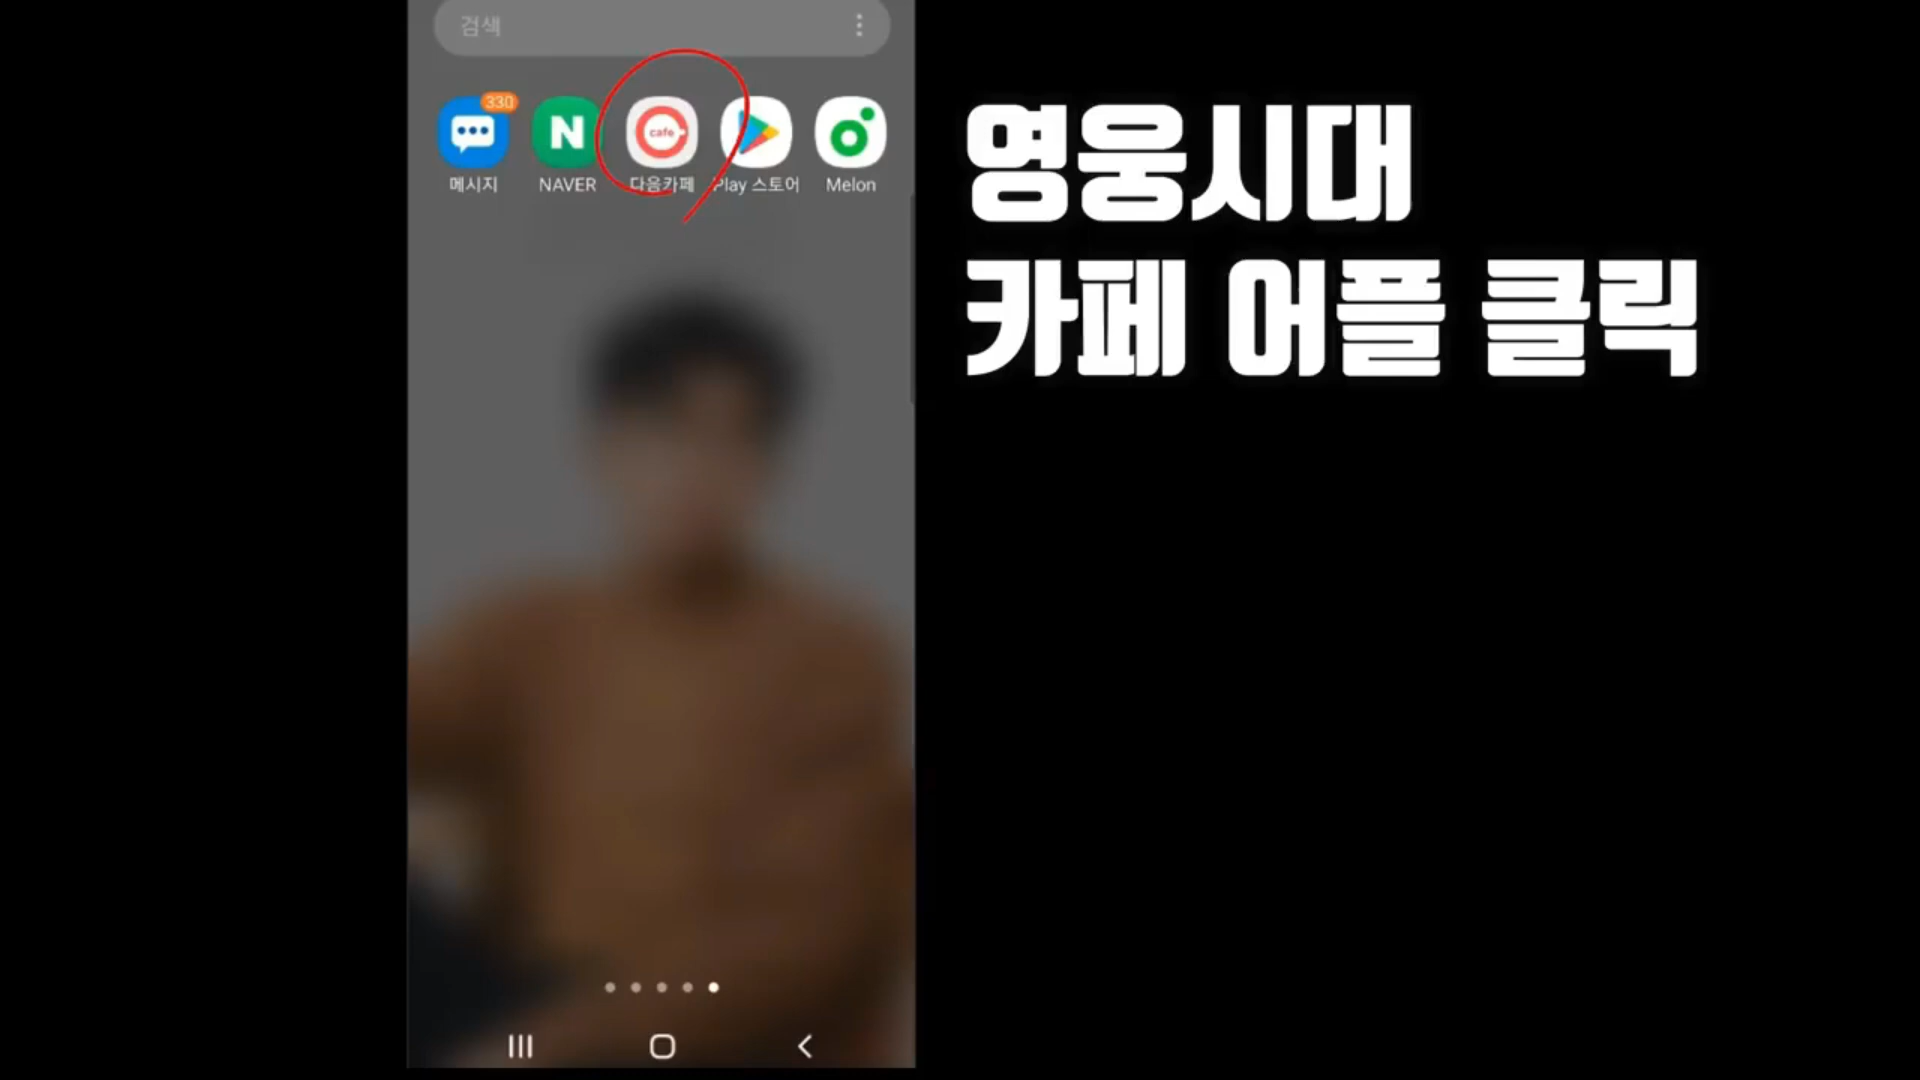 검색
330
cafe
메시지
NAVER
다음카페
Play 스토어
Melon
영웅시대
카페 어플 클릭